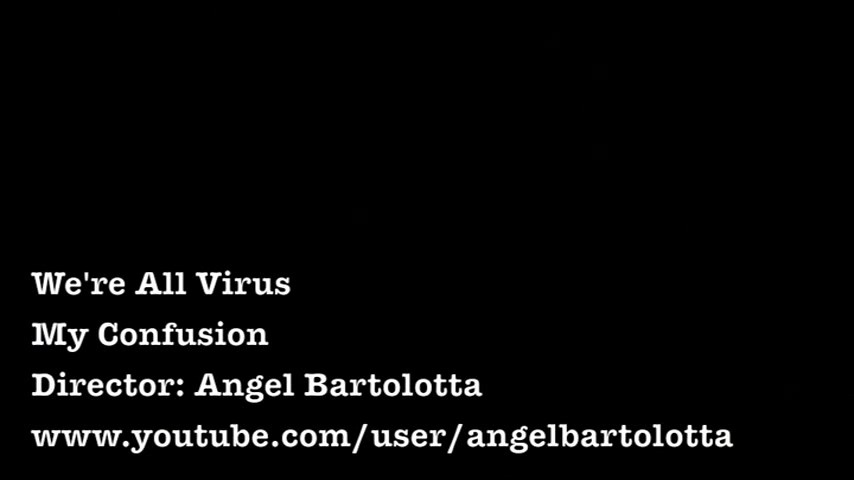 We're All Virus
My Confusion
Director: Angel Bartolotta
www.youtube.com/user/angelbartolotta